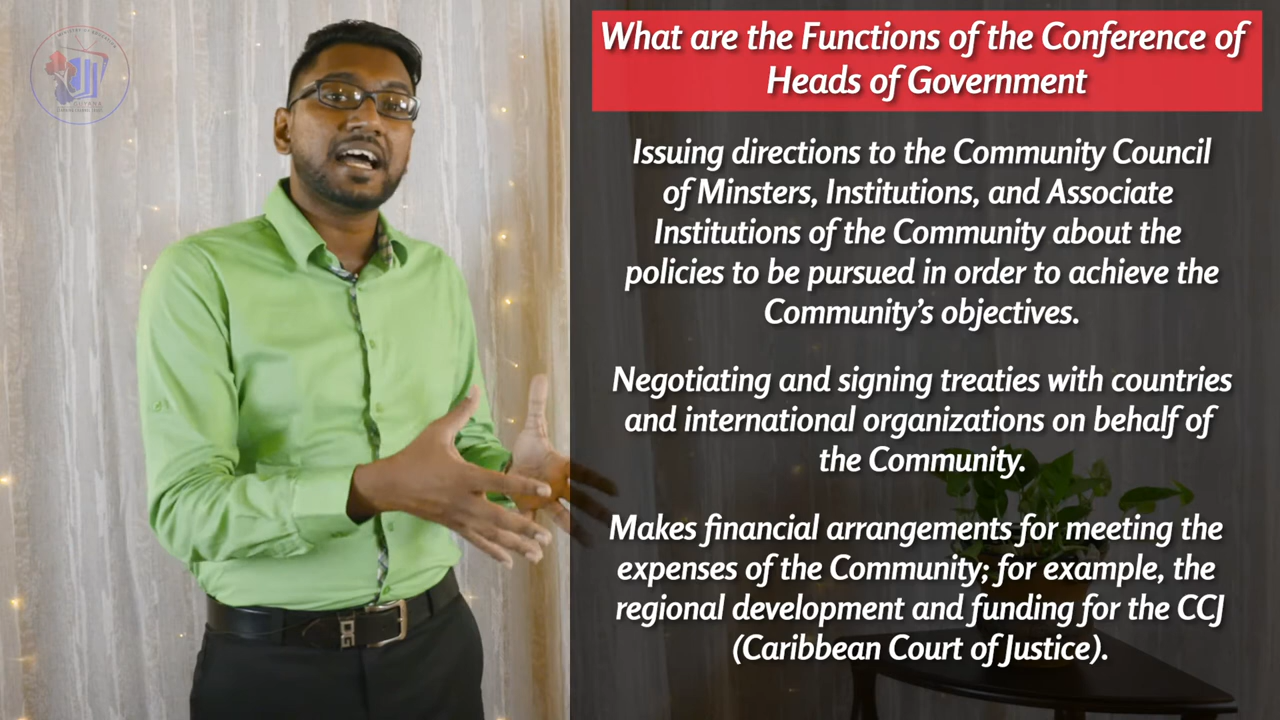 What are the Functions of the Conference of
Heads of Government
Issuing directions to the Community Council
of Minsters, Institutions, and Associate
Institutions of the Community about the
policies to be pursued in order to achieve the
Community's objectives.
Negotiating and signing treaties with countries
and international organizations on behalf of
the Community.
Makes financial arrangements for meeting the
expenses of the Community; for example, the
regional development and funding for the CCJ
(Caribbean Court of Justice).